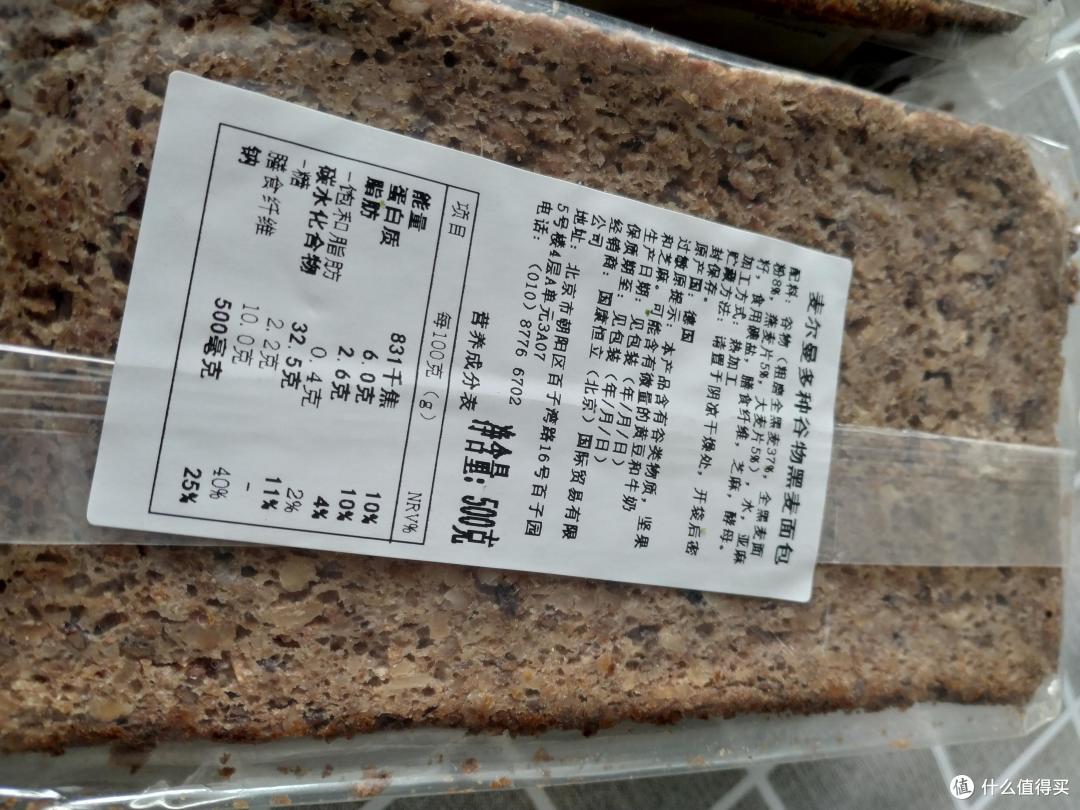 麦尔曼多种谷物黑麦面包
配料：谷物（粗磨全黑麦37%，全黑麦面
粉8%，燕麦片5%，大麦片5%），水，亚麻
籽，食用碘盐，膳食纤维，芝麻，酵母。
加工方式：热加工
贮藏方法：请置于阴凉干燥处，开袋后密
封保存。
原产国：德国
过敏原提示：本产品含有谷类物质，坚果
和芝麻。可能含有微量的黄豆和牛奶
生产日期：见包装（年/月/日）
保质期至：见包装（年/月/日）
经销商：国康恒立（北京）国际贸易有限
公司
地址：北京市朝阳区百子湾路16号百子园
5号楼4层A单元3A07
电话：（010）8776 6702
营养成分表 净含量：500克
项目 每100克（g） NRV%
能量 831千焦 10%
蛋白质 6.0克 10%
脂肪 2.6克 4%
-饱和脂肪 0.4克 2%
碳水化合物 32.5克 11%
-糖 2.2克 -
膳食纤维 10.0克 40%
钠 500毫克 25%
值 什么值得买